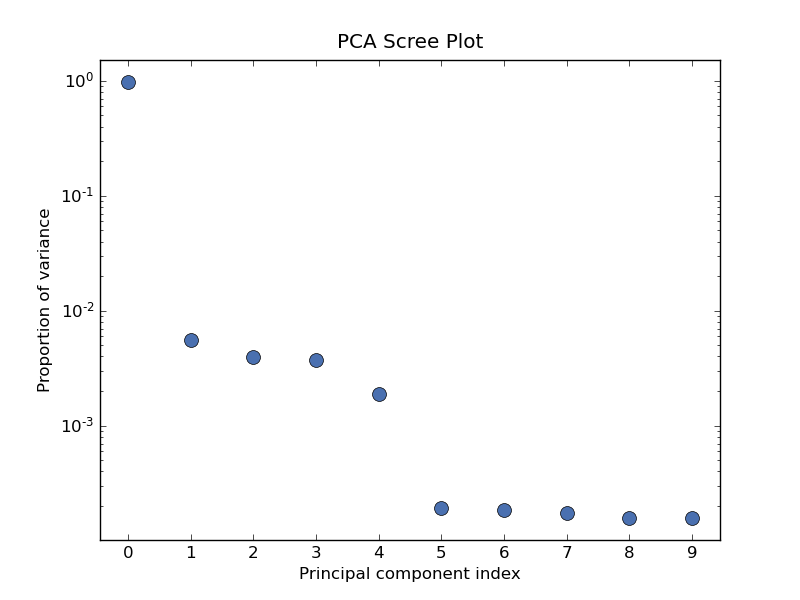 PCA Scree Plot
Proportion of variance
10^0
10^-1
10^-2
10^-3
0 1 2 3 4 5 6 7 8 9
Principal component index